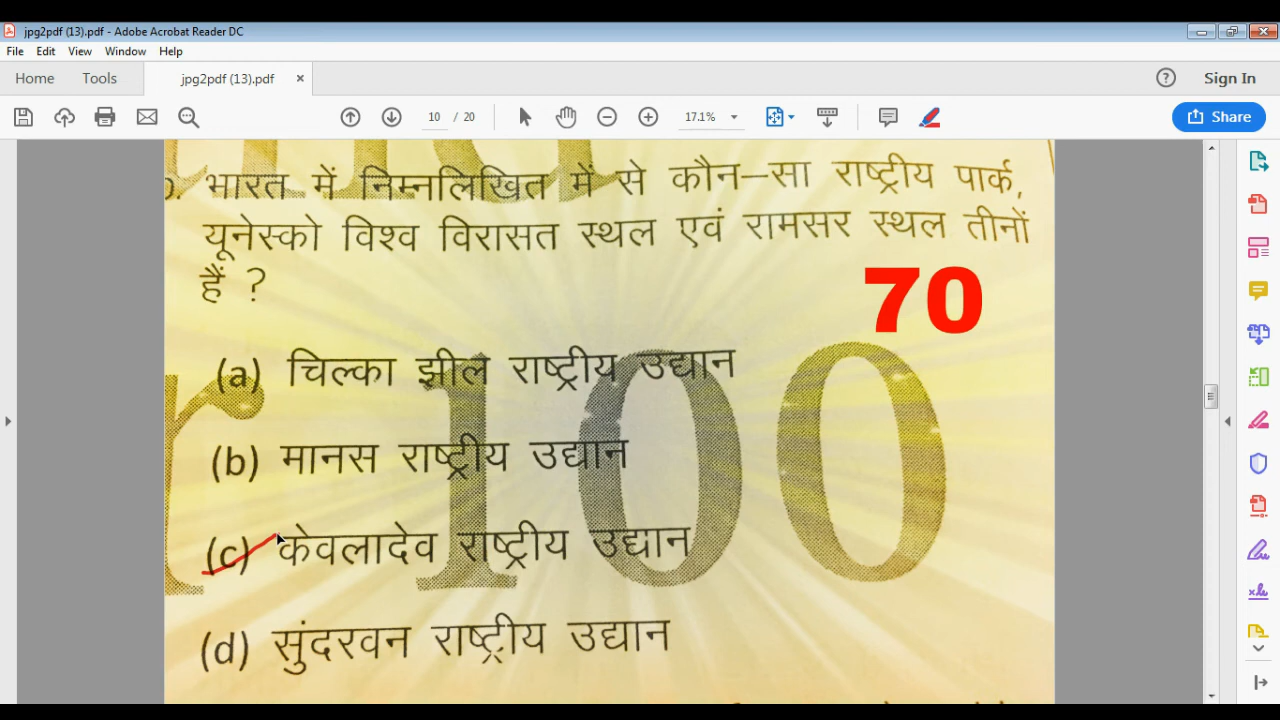 jpg2pdf (13).pdf - Adobe Acrobat Reader DC
File Edit View Window Help
Home Tools jpg2pdf (13).pdf × Sign In
10 / 20 17.1% Share
भारत में निम्नलिखित में से कौन–सा राष्ट्रीय पार्क,
यूनेस्को विश्व विरासत स्थल एवं रामसर स्थल तीनों
हैं ?
70
(a) चिल्का झील राष्ट्रीय उद्यान
(b) मानस राष्ट्रीय उद्यान
(c) केवलादेव राष्ट्रीय उद्यान
(d) सुंदरवन राष्ट्रीय उद्यान
100